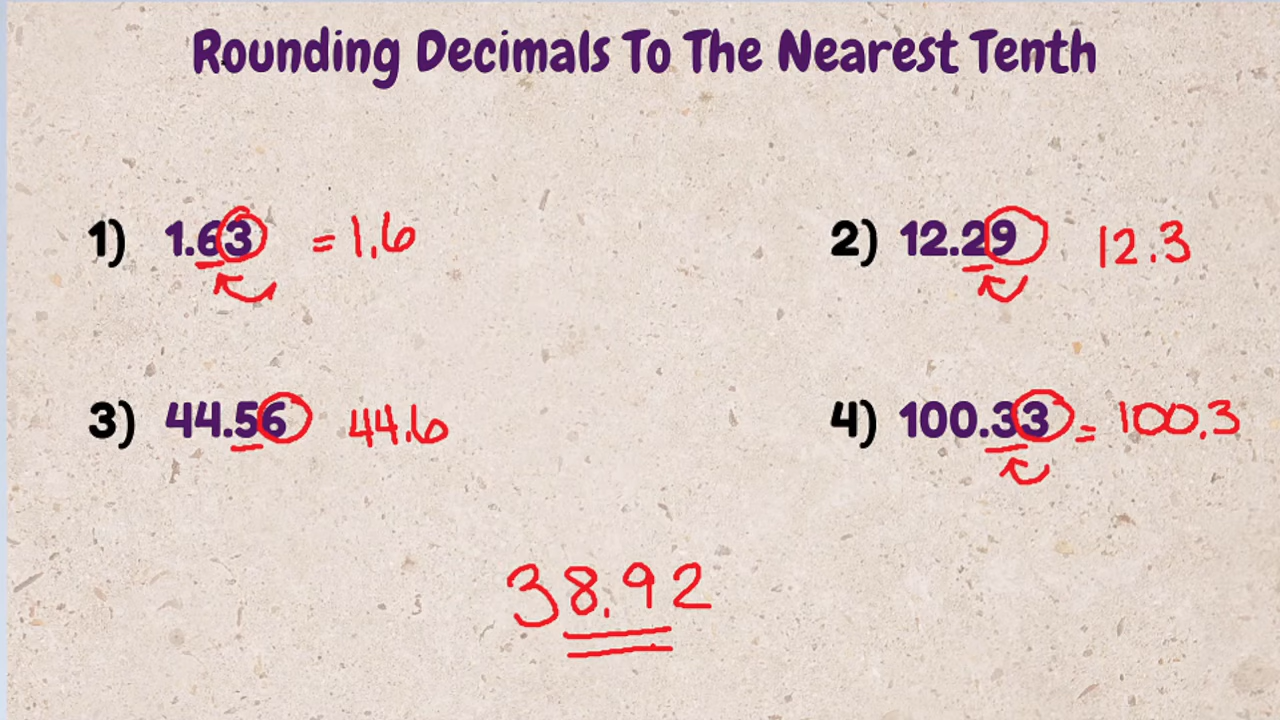 Rounding Decimals To The Nearest Tenth
1) 1.63 = 1.6
2) 12.29 12.3
3) 44.56 44.6
4) 100.33 = 100.3
38.92